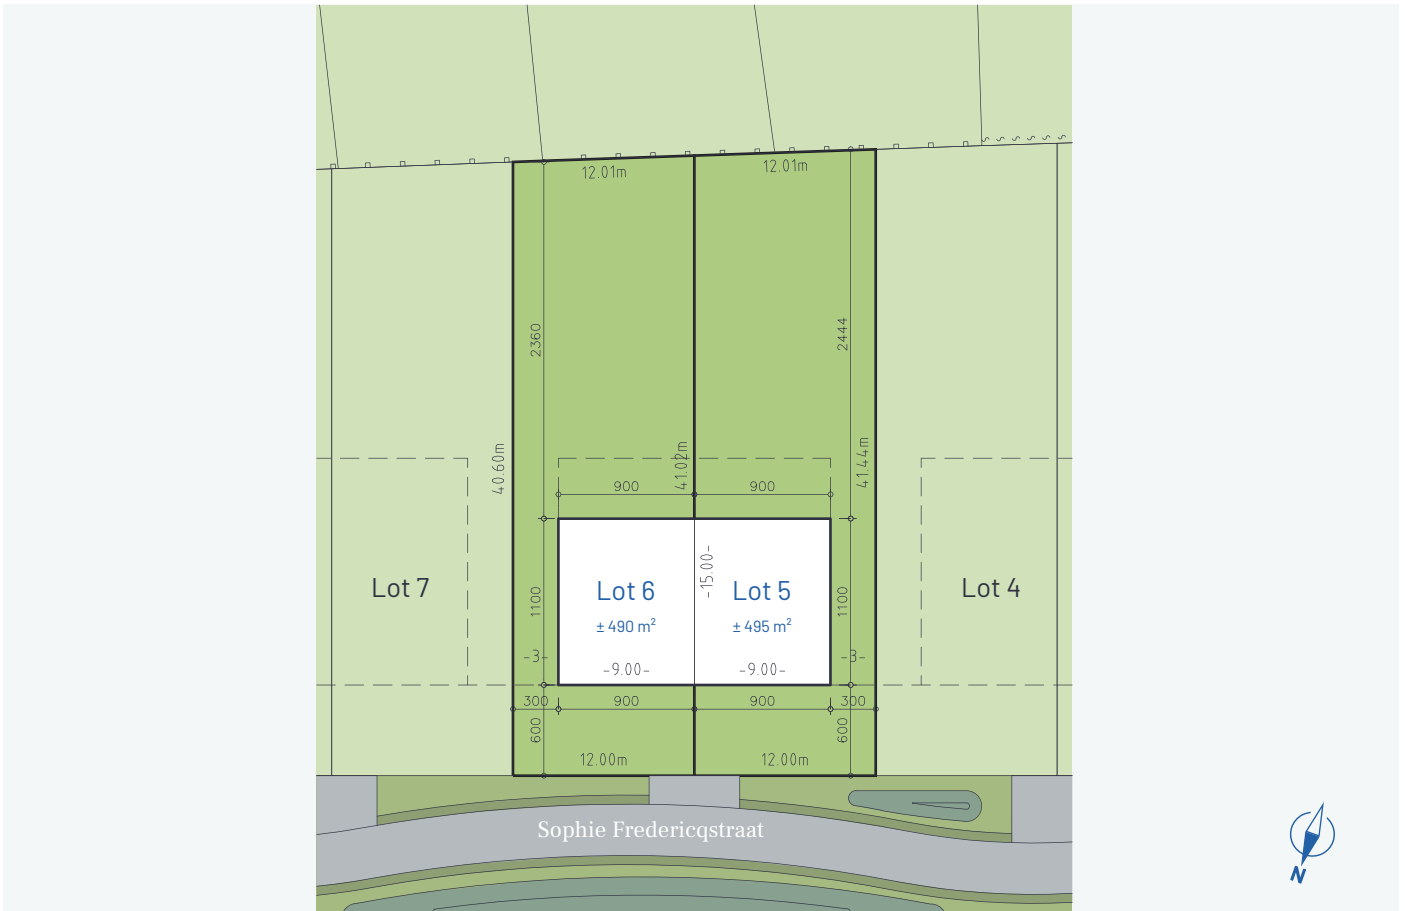 12.01m
12.01m
2360
2444
40.60m
41.02m
41.44m
900
900
-15.00-
Lot 7
Lot 6
Lot 5
Lot 4
1100
1100
± 490 m²
± 495 m²
-3-
-3-
-9.00-
-9.00-
300
900
900
300
600
600
12.00m
12.00m
Sophie Fredericqstraat
N